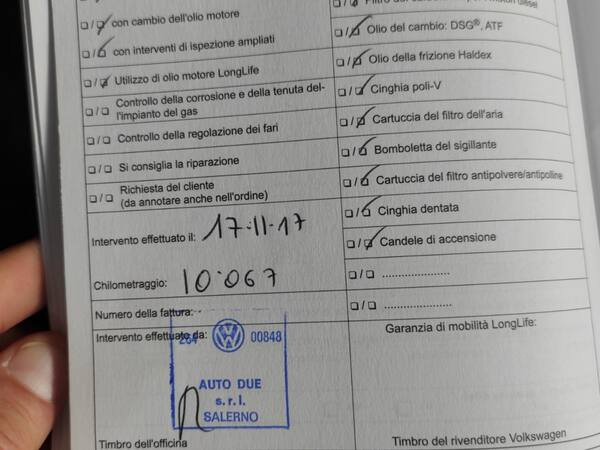 con cambio dell'olio motore
con interventi di ispezione ampliati
Utilizzo di olio motore LongLife
Controllo della corrosione e della tenuta del-
l'impianto del gas
Controllo della regolazione dei fari
Si consiglia la riparazione
Richiesta del cliente
(da annotare anche nell'ordine)
Intervento effettuato il: 17-11-17
Chilometraggio: 10.067
Numero della fattura:
Intervento effettuato da:
264 00848
AUTO DUE
s.r.l.
SALERNO
Timbro dell'officina
Olio del cambio: DSG®, ATF
Olio della frizione Haldex
Cinghia poli-V
Cartuccia del filtro dell'aria
Bomboletta del sigillante
Cartuccia del filtro antipolvere/antipolline
Cinghia dentata
Candele di accensione
.....................
.....................
Garanzia di mobilità LongLife:
Timbro del rivenditore Volkswagen